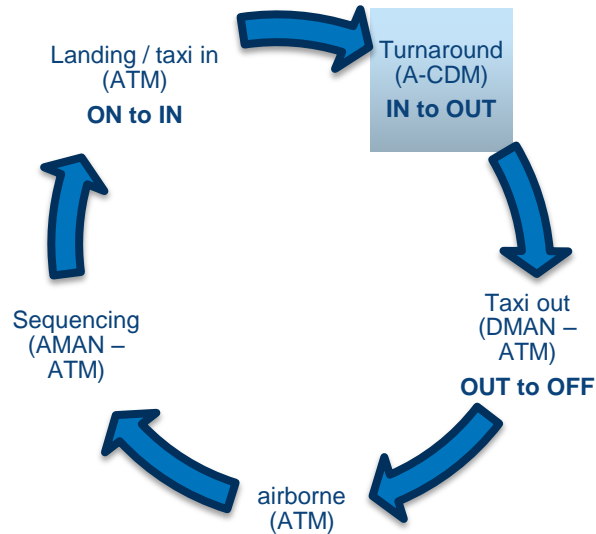 Landing / taxi in
(ATM)
ON to IN
Turnaround
(A-CDM)
IN to OUT
Taxi out
(DMAN –
ATM)
OUT to OFF
airborne
(ATM)
Sequencing
(AMAN –
ATM)